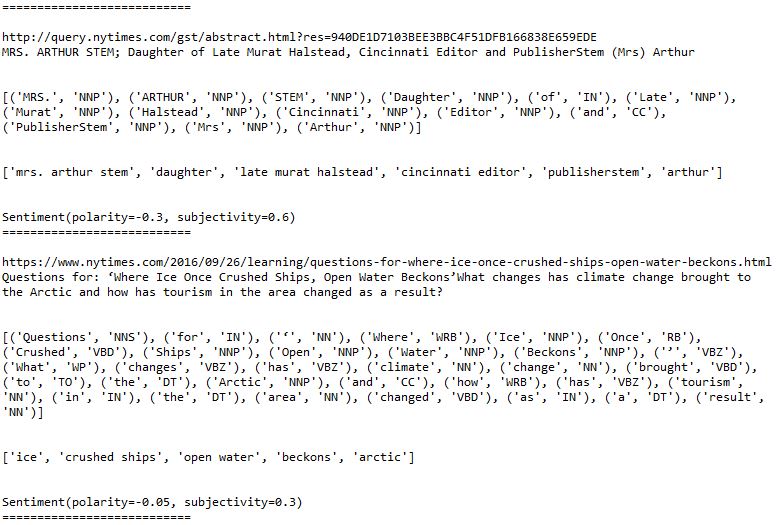 ===========================
http://query.nytimes.com/gst/abstract.html?res=940DE1D7103BEE3BBC4F51DFB166838E659EDE
MRS. ARTHUR STEM; Daughter of Late Murat Halstead, Cincinnati Editor and PublisherStem (Mrs) Arthur
[('MRS.', 'NNP'), ('ARTHUR', 'NNP'), ('STEM', 'NNP'), ('Daughter', 'NNP'), ('of', 'IN'), ('Late', 'NNP'),
('Murat', 'NNP'), ('Halstead', 'NNP'), ('Cincinnati', 'NNP'), ('Editor', 'NNP'), ('and', 'CC'),
('PublisherStem', 'NNP'), ('Mrs', 'NNP'), ('Arthur', 'NNP')]
['mrs. arthur stem', 'daughter', 'late murat halstead', 'cincinnati editor', 'publisherstem', 'arthur']
Sentiment(polarity=-0.3, subjectivity=0.6)
===========================
https://www.nytimes.com/2016/09/26/learning/questions-for-where-ice-once-crushed-ships-open-water-beckons.html
Questions for: ‘Where Ice Once Crushed Ships, Open Water Beckons’What changes has climate change brought to
the Arctic and how has tourism in the area changed as a result?
[('Questions', 'NNS'), ('for', 'IN'), ('‘', 'NN'), ('Where', 'WRB'), ('Ice', 'NNP'), ('Once', 'RB'),
('Crushed', 'VBD'), ('Ships', 'NNP'), ('Open', 'NNP'), ('Water', 'NNP'), ('Beckons', 'NNP'), ('’', 'VBZ'),
('What', 'WP'), ('changes', 'VBZ'), ('has', 'VBZ'), ('climate', 'NN'), ('change', 'NN'), ('brought', 'VBD'),
('to', 'TO'), ('the', 'DT'), ('Arctic', 'NNP'), ('and', 'CC'), ('how', 'WRB'), ('has', 'VBZ'), ('tourism',
'NN'), ('in', 'IN'), ('the', 'DT'), ('area', 'NN'), ('changed', 'VBD'), ('as', 'IN'), ('a', 'DT'), ('result',
'NN')]
['ice', 'crushed ships', 'open water', 'beckons', 'arctic']
Sentiment(polarity=-0.05, subjectivity=0.3)
===========================